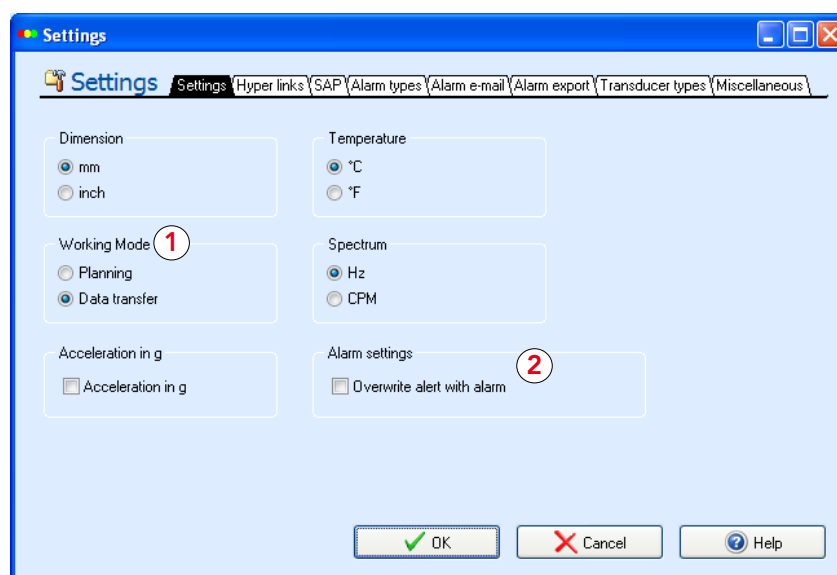 Settings
Settings Settings Hyper links SAP Alarm types Alarm e-mail Alarm export Transducer types Miscellaneous
Dimension
mm
inch
Temperature
°C
°F
Working Mode 1
Planning
Data transfer
Spectrum
Hz
CPM
Acceleration in g
Acceleration in g
Alarm settings
2
Overwrite alert with alarm
OK Cancel Help